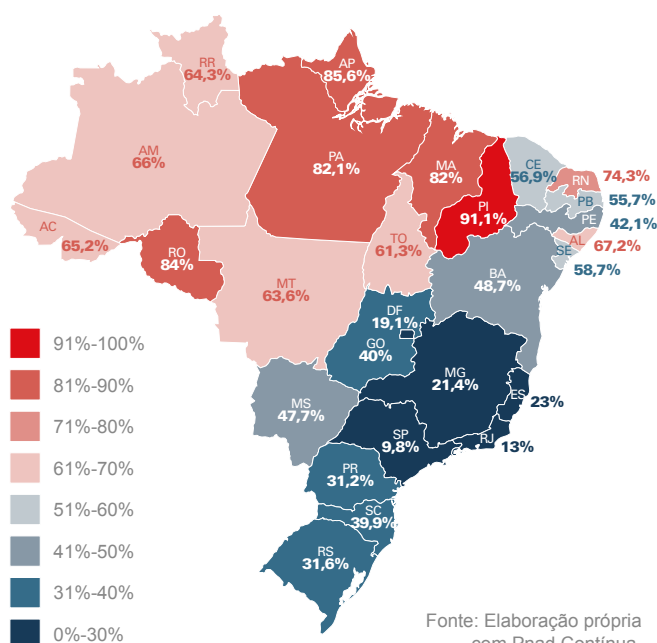 RR
64,3%
AP
85,6%
AM
66%
PA
82,1%
MA
82%
CE
56,9%
RN
74,3%
PB
55,7%
PI
91,1%
PE
42,1%
AC
65,2%
RO
84%
TO
61,3%
AL
67,2%
SE
58,7%
MT
63,6%
BA
48,7%
DF
19,1%
GO
40%
MG
21,4%
ES
23%
MS
47,7%
SP
9,8%
RJ
13%
PR
31,2%
SC
39,9%
RS
31,6%
91%-100%
81%-90%
71%-80%
61%-70%
51%-60%
41%-50%
31%-40%
0%-30%
Fonte: Elaboração própria
com Pnad Contínua